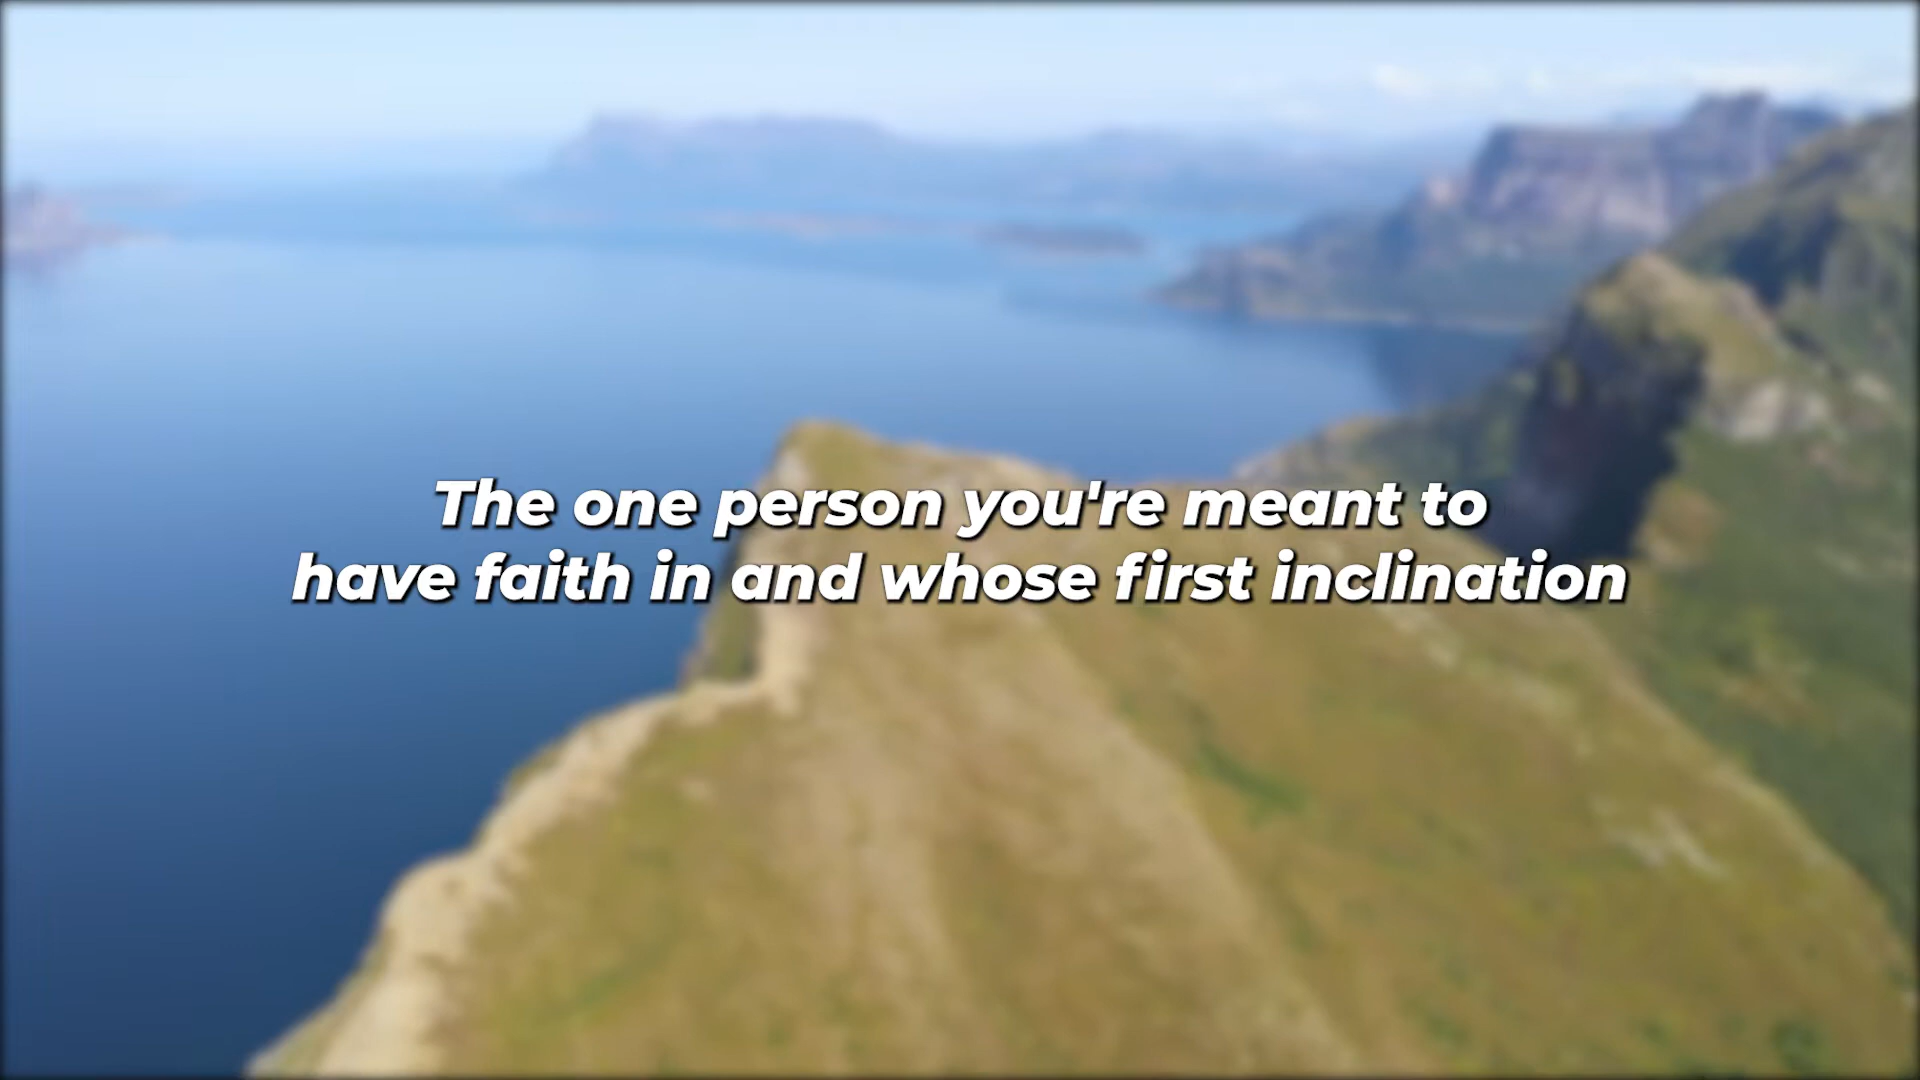 The one person you're meant to
have faith in and whose first inclination